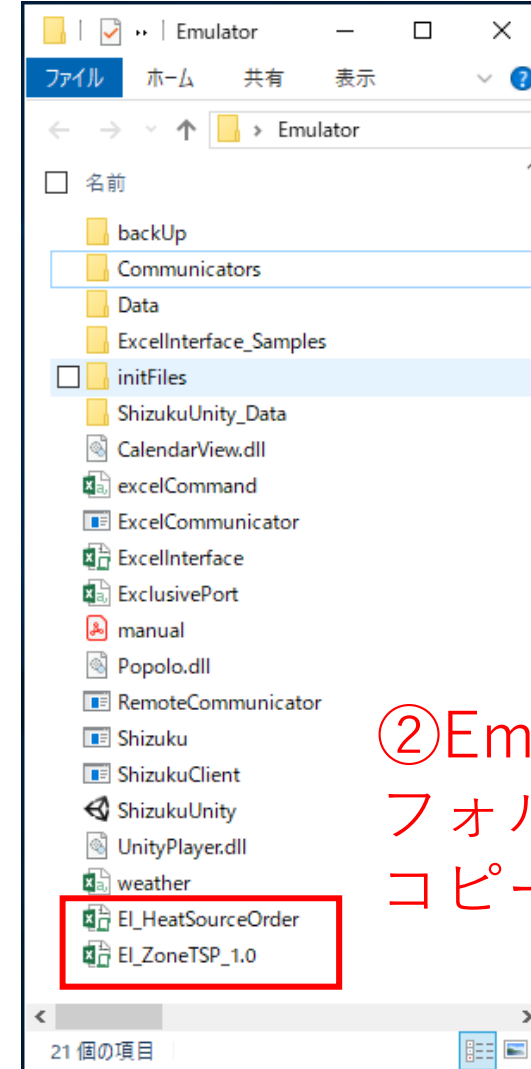 Emulator
ファイル ホーム 共有 表示
Emulator
名前
backUp
Communicators
Data
ExcelInterface_Samples
initFiles
ShizukuUnity_Data
CalendarView.dll
excelCommand
ExcelCommunicator
ExcelInterface
ExclusivePort
manual
Popolo.dll
RemoteCommunicator
Shizuku
ShizukuClient
ShizukuUnity
UnityPlayer.dll
weather
EI_HeatSourceOrder
EI_ZoneTSP_1.0
②Em
フォル
コピー
21 個の項目